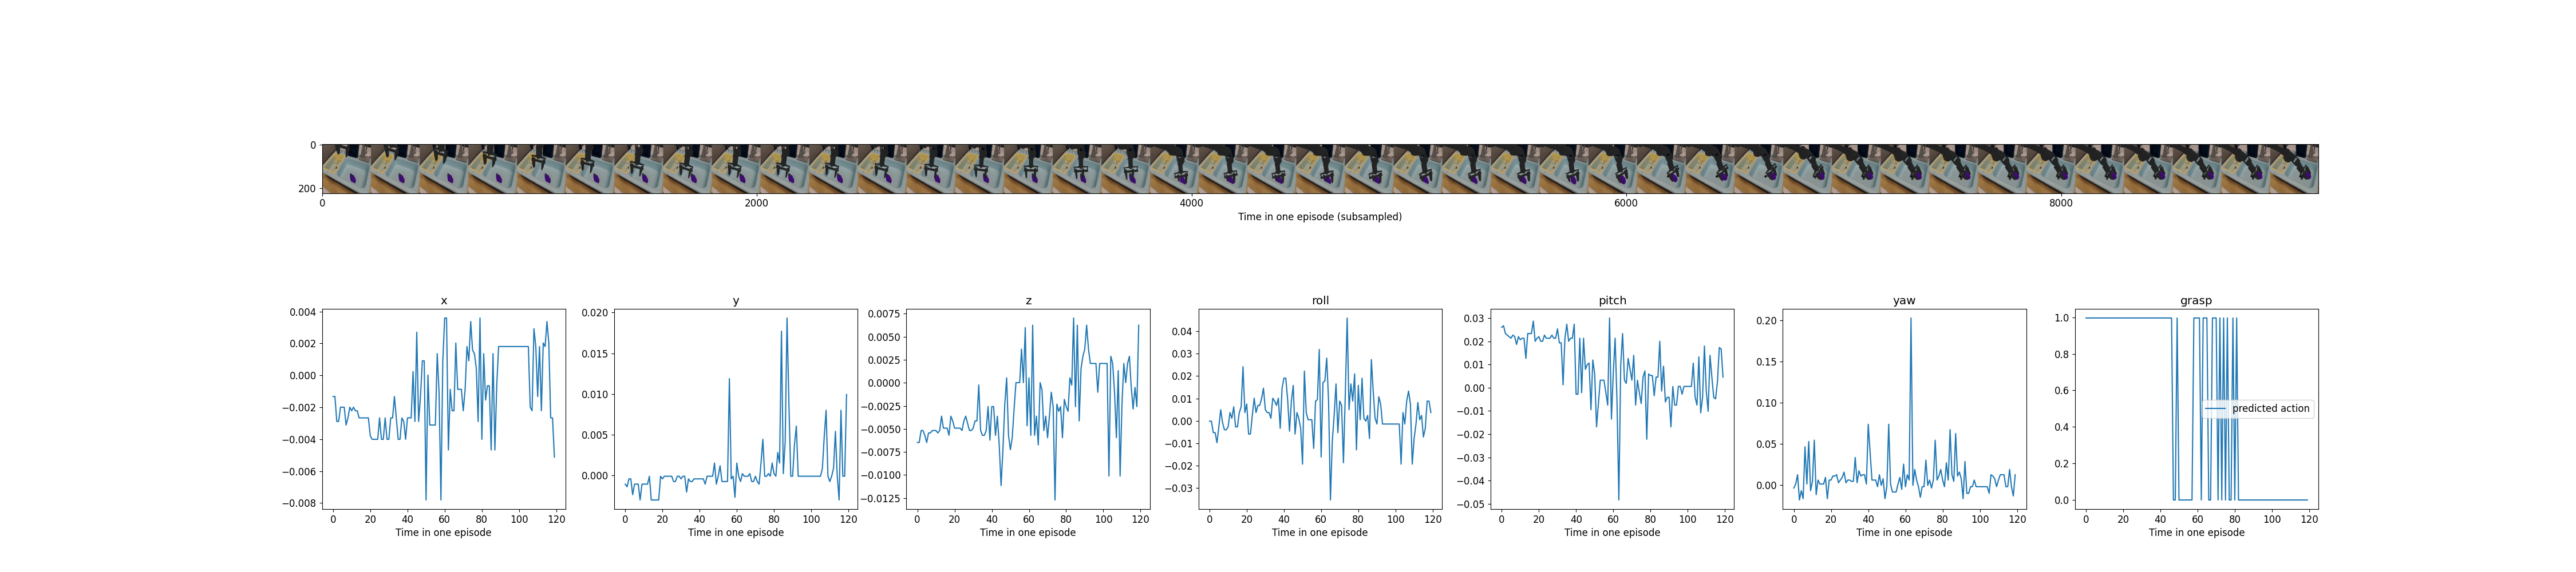 0
200
0 2000 4000 6000 8000
Time in one episode (subsampled)
x y z roll pitch yaw grasp
0.004
0.002
0.000
−0.002
−0.004
−0.006
−0.008
0 20 40 60 80 100 120
Time in one episode
0.020
0.015
0.010
0.005
0.000
0 20 40 60 80 100 120
Time in one episode
0.0075
0.0050
0.0025
0.0000
−0.0025
−0.0050
−0.0075
−0.0100
−0.0125
0 20 40 60 80 100 120
Time in one episode
0.04
0.03
0.02
0.01
0.00
−0.01
−0.02
−0.03
0 20 40 60 80 100 120
Time in one episode
0.03
0.02
0.01
0.00
−0.01
−0.02
−0.03
−0.04
−0.05
0 20 40 60 80 100 120
Time in one episode
0.20
0.15
0.10
0.05
0.00
0 20 40 60 80 100 120
Time in one episode
1.0
0.8
0.6
0.4
0.2
0.0
predicted action
0 20 40 60 80 100 120
Time in one episode